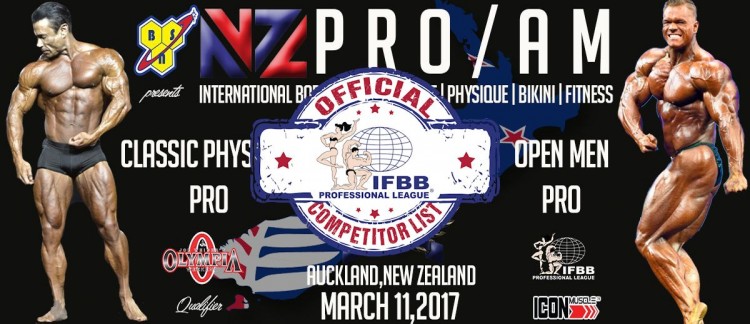 BSN
presents
NZ PRO/AM
INTERNATIONAL | PHYSIQUE | BIKINI | FITNESS
CLASSIC PHYS
PRO
OPEN MEN
PRO
OFFICIAL
IFBB
PROFESSIONAL LEAGUE
COMPETITOR LIST
OLYMPIA
Qualifier
AUCKLAND,NEW ZEALAND
MARCH 11,2017
IFBB
PROFESSIONAL LEAGUE
ICON MUSCLE